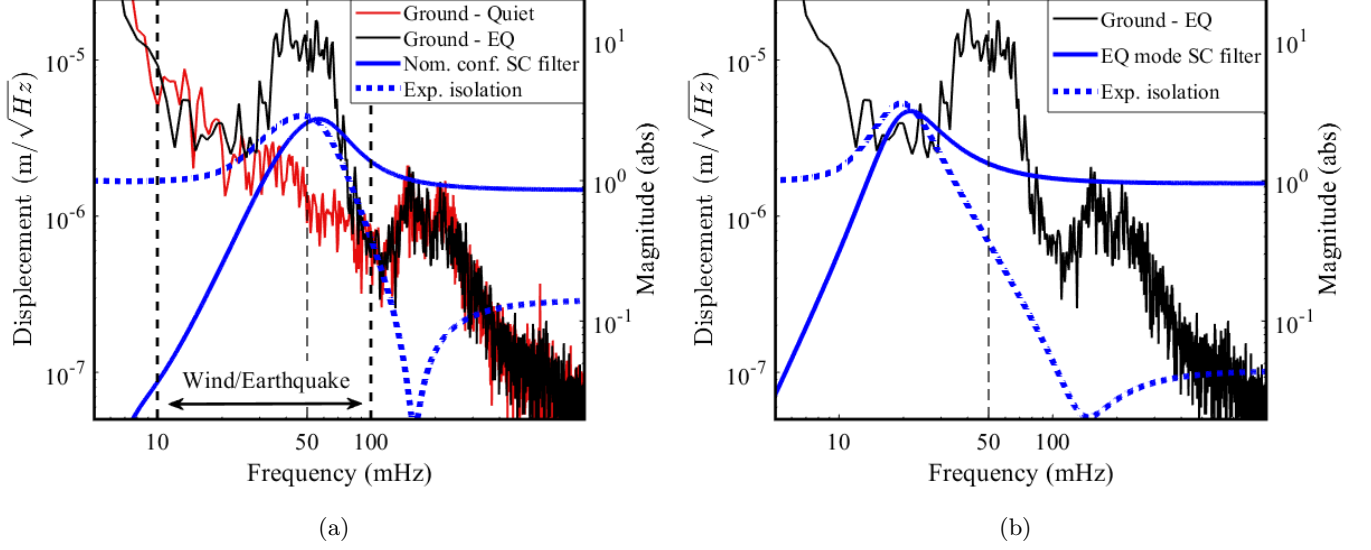 Ground - Quiet
Ground - EQ
Nom. conf. SC filter
Exp. isolation
10^{-5}
10^{-6}
10^{-7}
10^{1}
10^{0}
10^{-1}
Displecement (m/√Hz)
Magnitude (abs)
Wind/Earthquake
10 50 100
Frequency (mHz)
(a)
Ground - EQ
EQ mode SC filter
Exp. isolation
10^{-5}
10^{-6}
10^{-7}
10^{1}
10^{0}
10^{-1}
Displecement (m/√Hz)
Magnitude (abs)
10 50 100
Frequency (mHz)
(b)